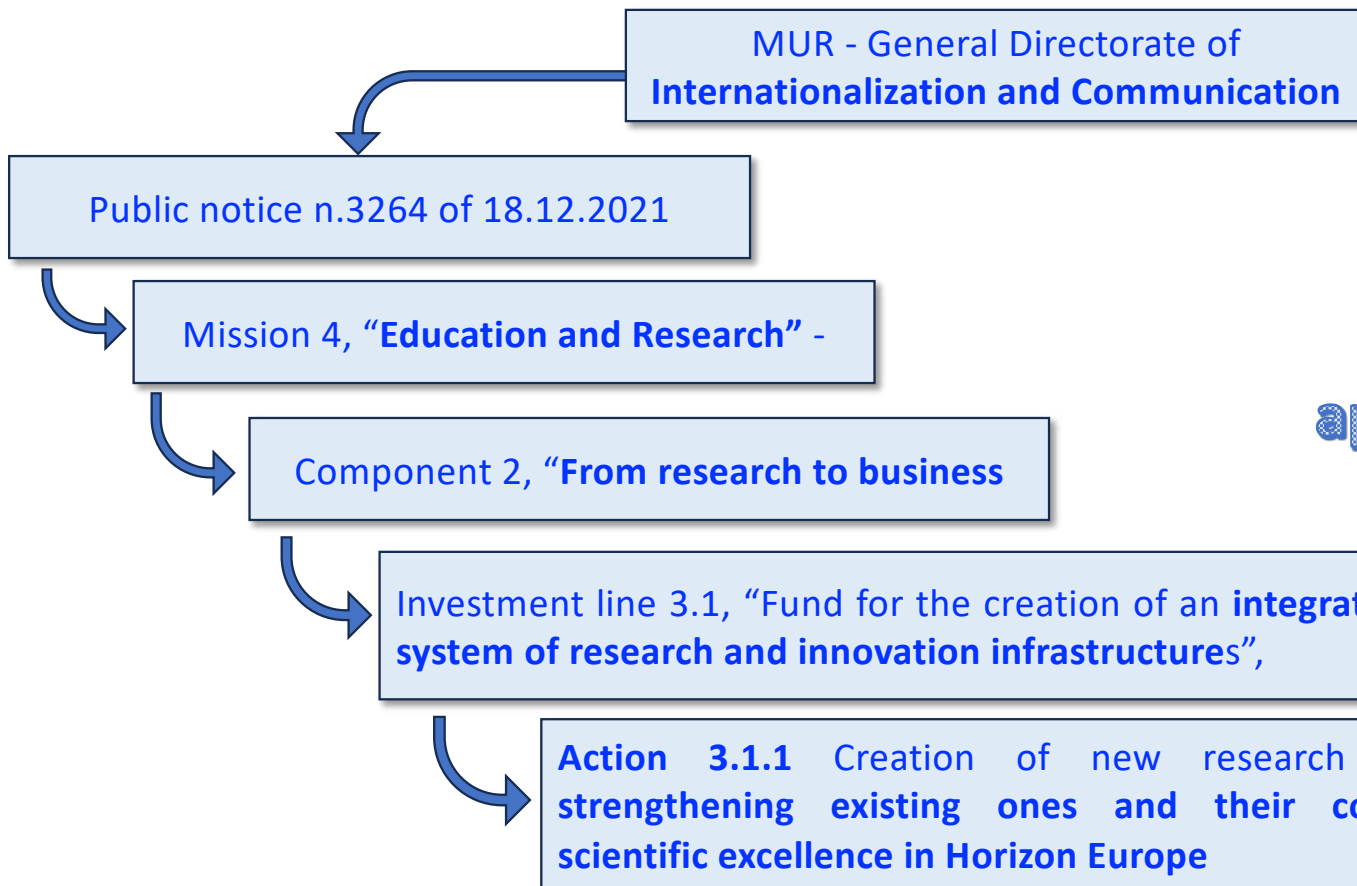 MUR - General Directorate of
Internationalization and Communication
Public notice n.3264 of 18.12.2021
Mission 4, “Education and Research” -
Component 2, “From research to business
Investment line 3.1, “Fund for the creation of an
system of research and innovation infrastructures”,
Action 3.1.1 Creation of new research
strengthening existing ones and their
scientific excellence in Horizon Europe